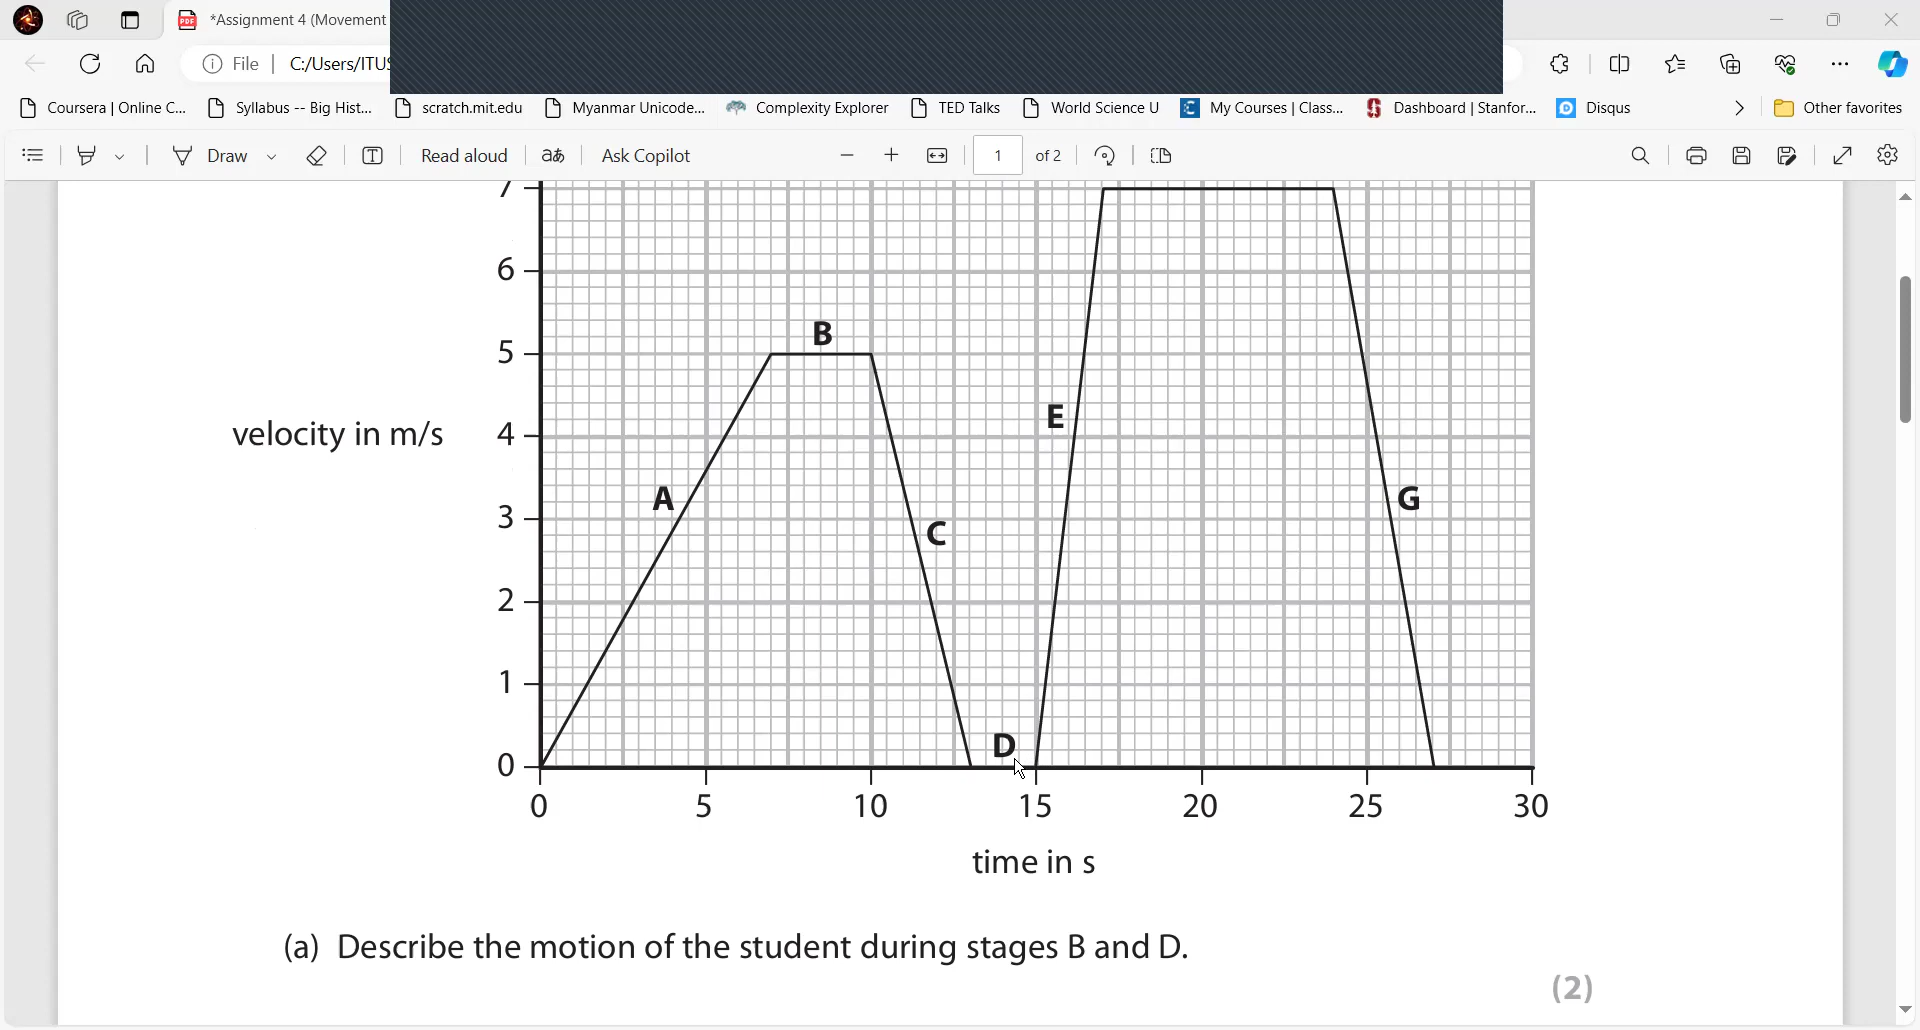 *Assignment 4 (Movement
File
C:/Users/ITUS
Coursera | Online C...
Syllabus -- Big Hist...
scratch.mit.edu
Myanmar Unicode...
Complexity Explorer
TED Talks
World Science U
My Courses | Class...
Dashboard | Stanfor...
Disqus
Other favorites
Draw
Read aloud
aあ
Ask Copilot
1
of 2
7
6
5
4
3
2
1
0
velocity in m/s
A
B
C
D
E
G
0 5 10 15 20 25 30
time in s
(a) Describe the motion of the student during stages B and D.
(2)